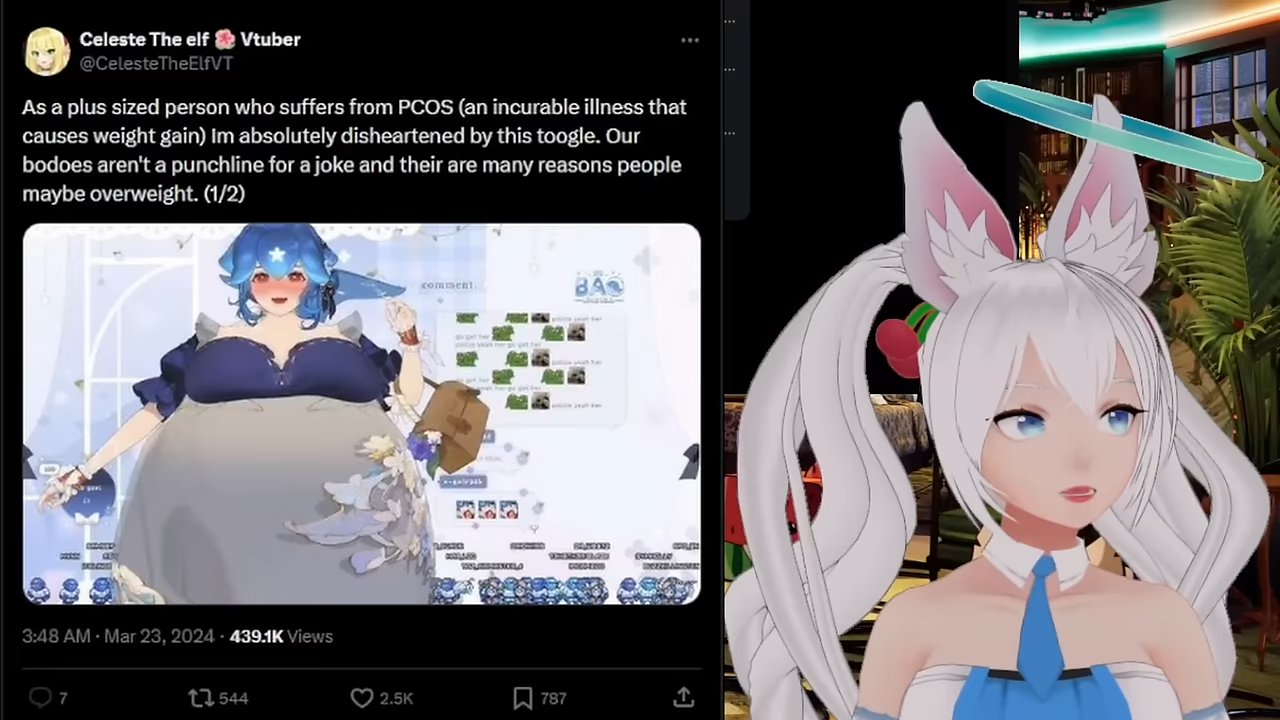 Celeste The elf 🌸 Vtuber
@CelesteTheElfVT
As a plus sized person who suffers from PCOS (an incurable illness that
causes weight gain) Im absolutely disheartened by this toogle. Our
bodoes aren't a punchline for a joke and their are many reasons people
maybe overweight. (1/2)
comment.
BAO
3:48 AM · Mar 23, 2024 · 439.1K Views
7 544 2.5K 787